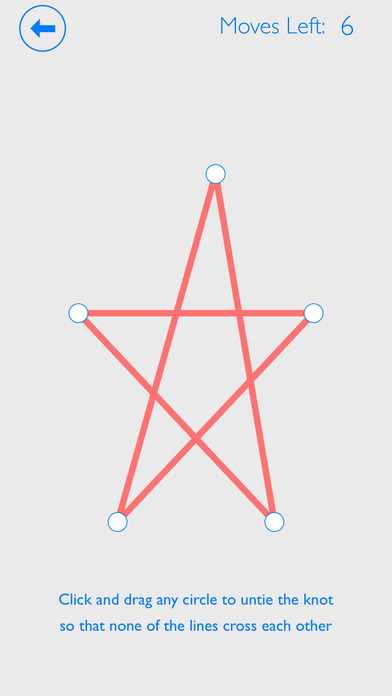 Moves Left: 6
Click and drag any circle to untie the knot
so that none of the lines cross each other